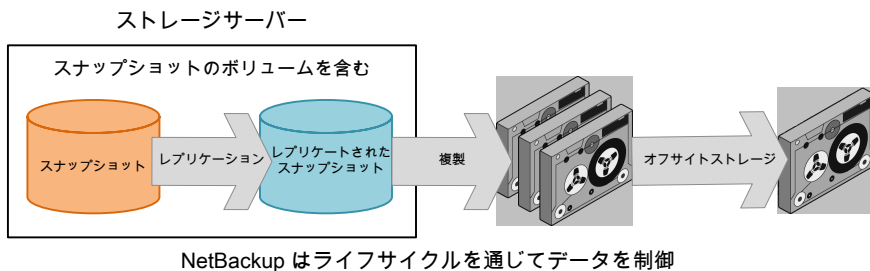 ストレージサーバー
スナップショットのボリュームを含む
スナップショット
レプリケーション
レプリケートされた
スナップショット
複製
オフサイトストレージ
NetBackup はライフサイクルを通じてデータを制御